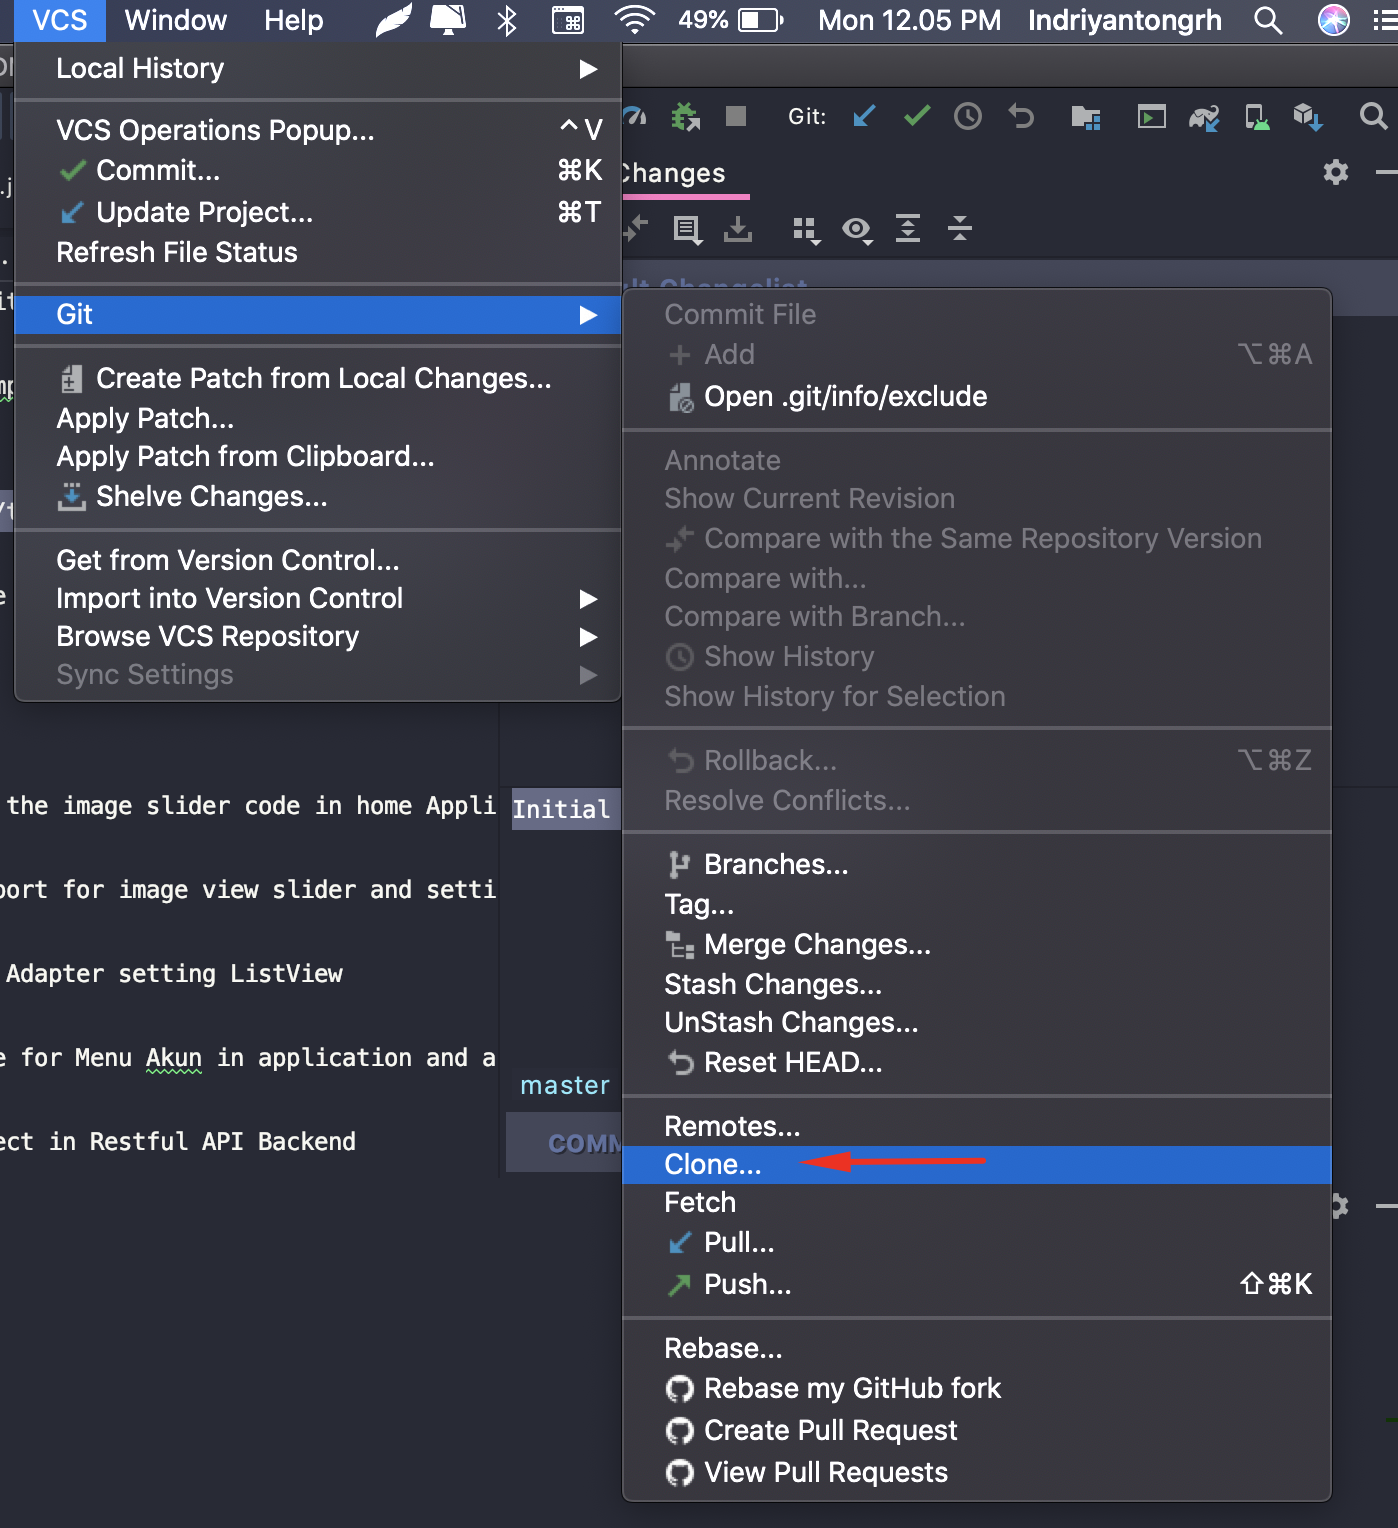 VCS Window Help 49% Mon 12.05 PM Indriyantongrh
Local History
VCS Operations Popup... ^V
Commit... ⌘K
Update Project... ⌘T
Refresh File Status
Git
Create Patch from Local Changes...
Apply Patch...
Apply Patch from Clipboard...
Shelve Changes...
Get from Version Control...
Import into Version Control
Browse VCS Repository
Sync Settings
Git:
Changes
Commit File
Add ⌥⌘A
Open .git/info/exclude
Annotate
Show Current Revision
Compare with the Same Repository Version
Compare with...
Compare with Branch...
Show History
Show History for Selection
Rollback... ⌥⌘Z
Resolve Conflicts...
Branches...
Tag...
Merge Changes...
Stash Changes...
UnStash Changes...
Reset HEAD...
Remotes...
Clone...
Fetch
Pull...
Push... ⇧⌘K
Rebase...
Rebase my GitHub fork
Create Pull Request
View Pull Requests
the image slider code in home Appli
port for image view slider and setti
Adapter setting ListView
e for Menu Akun in application and a
ect in Restful API Backend
Initial
master
COMM